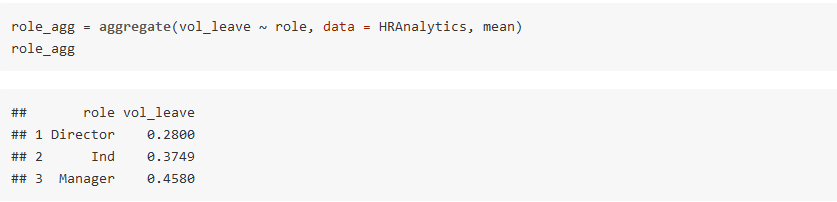 role_agg = aggregate(vol_leave ~ role, data = HRAnalytics, mean)
role_agg
##       role vol_leave
## 1 Director    0.2800
## 2      Ind    0.3749
## 3  Manager    0.4580